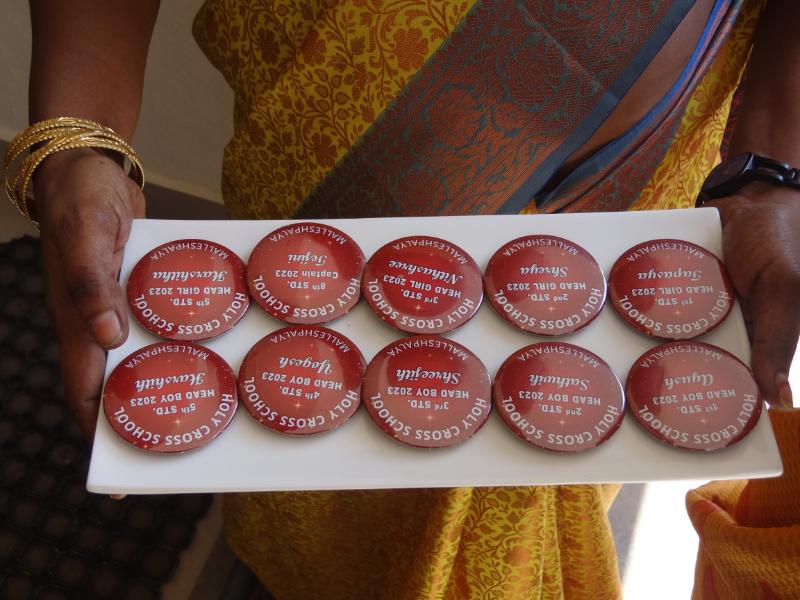 HOLY CROSS SCHOOL
1st STD.
HEAD BOY 2023
Ayush
MALLESHPALYA
HOLY CROSS SCHOOL
2nd STD.
HEAD BOY 2023
Sathwik
MALLESHPALYA
HOLY CROSS SCHOOL
3rd STD.
HEAD BOY 2023
Shreejith
MALLESHPALYA
HOLY CROSS SCHOOL
4th STD.
HEAD BOY 2023
Yogesh
MALLESHPALYA
HOLY CROSS SCHOOL
5th STD.
HEAD BOY 2023
Harshith
MALLESHPALYA
HOLY CROSS SCHOOL
1st STD.
HEAD GIRL 2023
Tapasya
MALLESHPALYA
HOLY CROSS SCHOOL
2nd STD.
HEAD GIRL 2023
Shreya
MALLESHPALYA
HOLY CROSS SCHOOL
3rd STD.
HEAD GIRL 2023
Nithashree
MALLESHPALYA
HOLY CROSS SCHOOL
8th STD.
Captain 2023
Tejini
MALLESHPALYA
HOLY CROSS SCHOOL
5th STD.
HEAD GIRL 2023
Harshitha
MALLESHPALYA